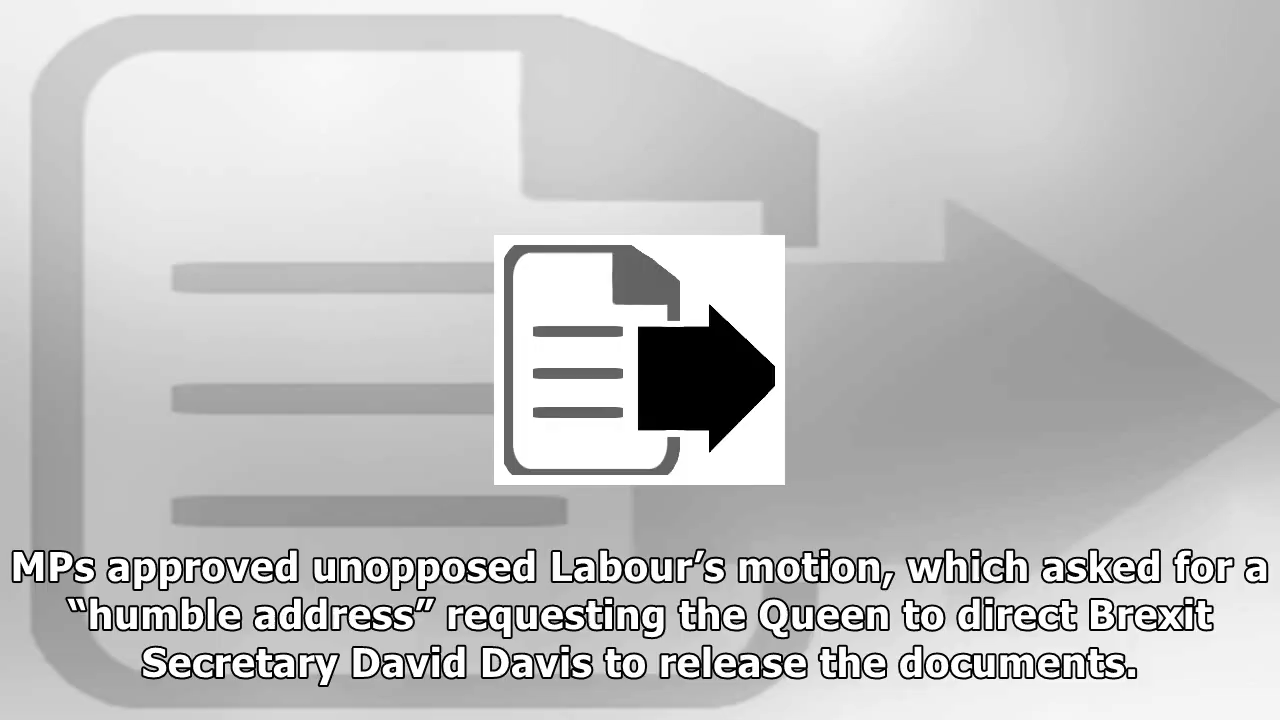 MPs approved unopposed Labour’s motion, which asked for a
“humble address” requesting the Queen to direct Brexit
Secretary David Davis to release the documents.